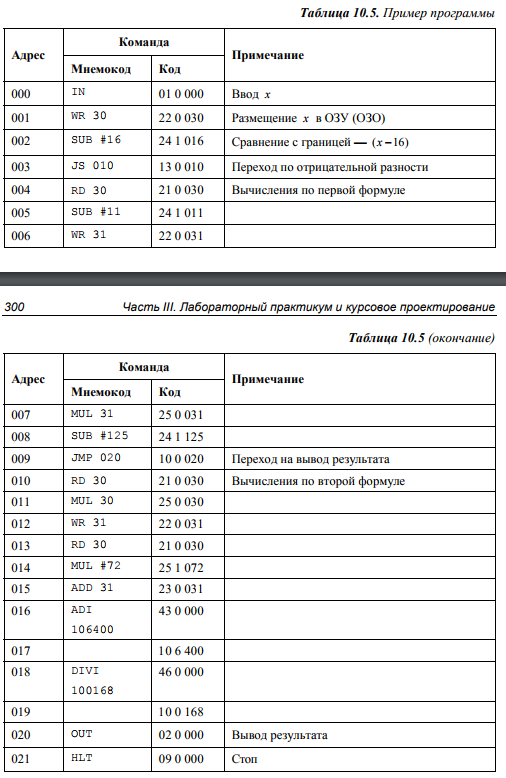 Таблица 10.5. Пример программы
Адрес Команда Примечание
Мнемокод Код
000 IN 01 0 000 Ввод x
001 WR 30 22 0 030 Размещение x в ОЗУ (ОЗО)
002 SUB #16 24 1 016 Сравнение с границей — (x–16)
003 JS 010 13 0 010 Переход по отрицательной разности
004 RD 30 21 0 030 Вычисления по первой формуле
005 SUB #11 24 1 011
006 WR 31 22 0 031
300 Часть III. Лабораторный практикум и курсовое проектирование
Таблица 10.5 (окончание)
Адрес Команда Примечание
Мнемокод Код
007 MUL 31 25 0 031
008 SUB #125 24 1 125
009 JMP 020 10 0 020 Переход на вывод результата
010 RD 30 21 0 030 Вычисления по второй формуле
011 MUL 30 25 0 030
012 WR 31 22 0 031
013 RD 30 21 0 030
014 MUL #72 25 1 072
015 ADD 31 23 0 031
016 ADI 43 0 000
106400
017 10 6 400
018 DIVI 46 0 000
100168
019 10 0 168
020 OUT 02 0 000 Вывод результата
021 HLT 09 0 000 Стоп